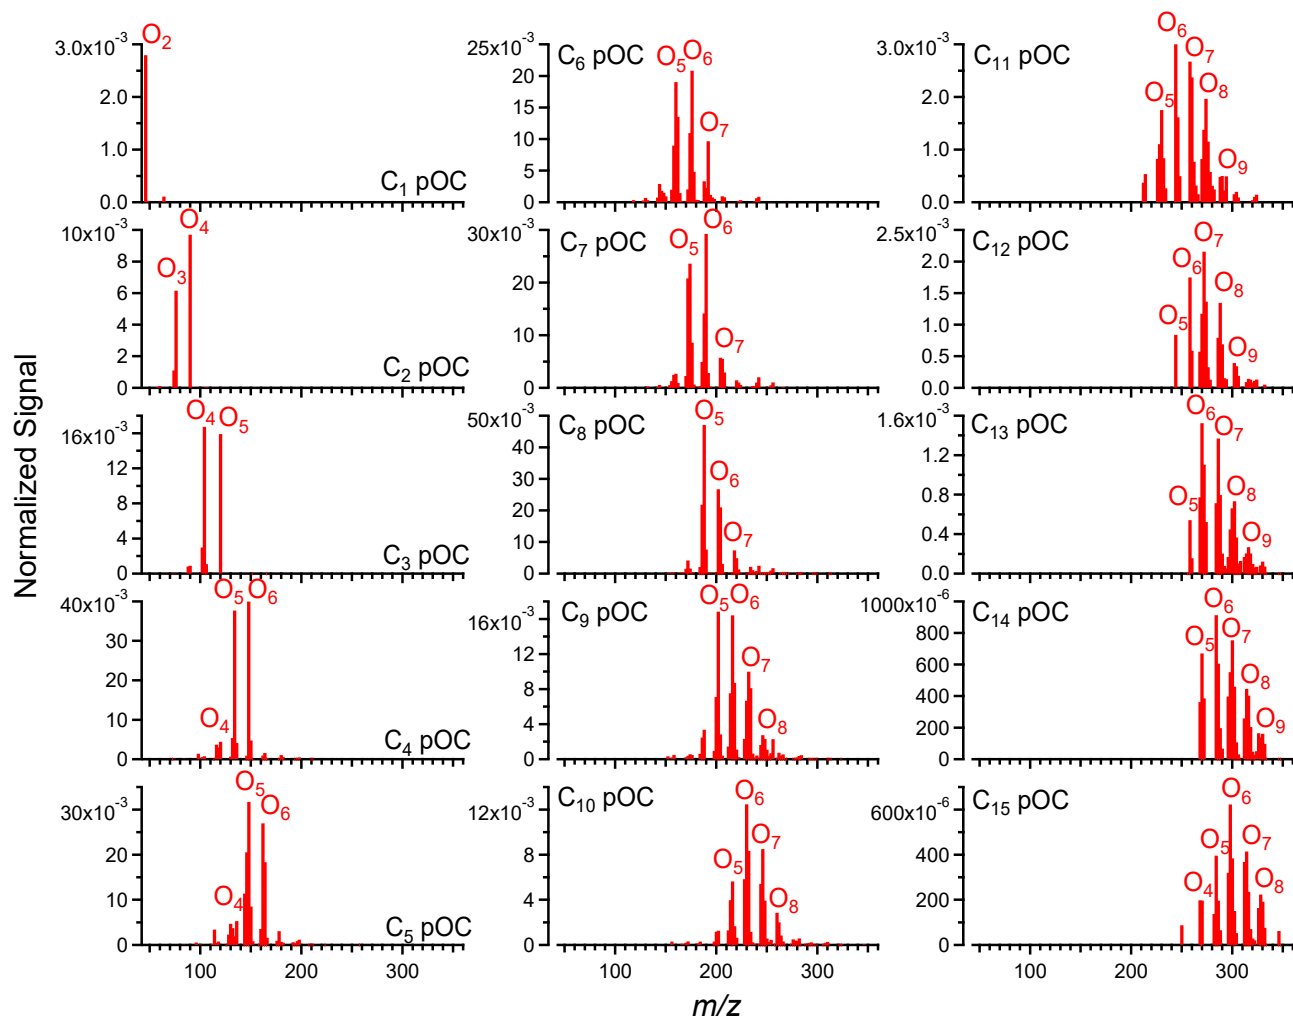 Normalized Signal
3.0x10⁻³
2.0
1.0
0.0
O₂
C₁ pOC
10x10⁻³
8
6
4
2
0
O₃
O₄
C₂ pOC
16x10⁻³
12
8
4
0
O₄
O₅
C₃ pOC
40x10⁻³
30
20
10
0
O₄
O₅
O₆
C₄ pOC
30x10⁻³
20
10
0
O₄
O₅
O₆
C₅ pOC
100
200
300
25x10⁻³
20
15
10
5
0
C₆ pOC
O₅
O₆
O₇
30x10⁻³
20
10
0
C₇ pOC
O₅
O₆
O₇
50x10⁻³
40
30
20
10
0
C₈ pOC
O₅
O₆
O₇
16x10⁻³
12
8
4
0
C₉ pOC
O₅
O₆
O₇
O₈
12x10⁻³
8
4
0
C₁₀ pOC
O₅
O₆
O₇
O₈
100
200
300
m/z
3.0x10⁻³
2.0
1.0
0.0
C₁₁ pOC
O₅
O₆
O₇
O₈
O₉
2.5x10⁻³
2.0
1.5
1.0
0.5
0.0
C₁₂ pOC
O₅
O₆
O₇
O₈
O₉
1.6x10⁻³
1.2
0.8
0.4
0.0
C₁₃ pOC
O₅
O₆
O₇
O₈
O₉
1000x10⁻⁶
800
600
400
200
0
C₁₄ pOC
O₅
O₆
O₇
O₈
O₉
600x10⁻⁶
400
200
0
C₁₅ pOC
O₄
O₅
O₆
O₇
O₈
100
200
300